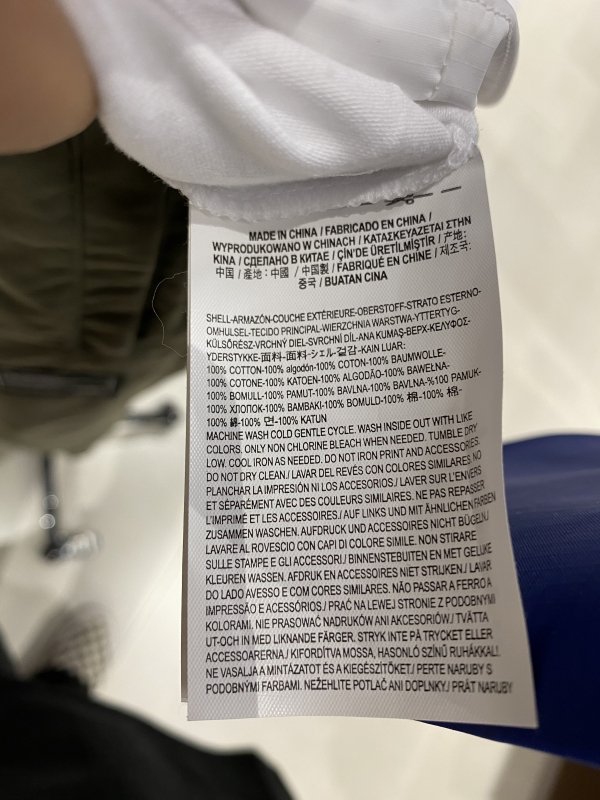 MADE IN CHINA / FABRICADO EN CHINA /
WYPRODUKOWANO W CHINACH / ΚΑΤΑΣΚΕΥΑΖΕΤΑΙ ΣΤΗΝ
ΚΙΝΑ / СДЕЛАНО В КИТАЕ / ÇİN'DE ÜRETİLMİŞTİR / 产地:
中国 / 產地: 中國 / 中国製 / FABRIQUÉ EN CHINE / 제조국:
중국 / BUATAN CINA
SHELL-ARMAZÓN-COUCHE EXTÉRIEURE-OBERSTOFF-STRATO ESTERNO-
OMHULSEL-TECIDO PRINCIPAL-WIERZCHNIA WARSTWA-YTTERTYG-
KÜLSŐRÉSZ-VRCHNÝ DIEL-SVRCHNÍ DÍL-ANA KUMAŞ-ВЕРХ-ΚΕΛΥΦΟΣ-
YDERSTYKKE-面料-面料-シェル-겉감-KAIN LUAR:
100% COTTON-100% algodón-100% COTON-100% BAUMWOLLE-
100% COTONE-100% KATOEN-100% ALGODÃO-100% BAWEŁNA-
100% BOMULL-100% PAMUT-100% BAVLNA-100% BAVLNA-%100 PAMUK-
100% ХЛОПОК-100% ΒΑΜΒΑΚΙ-100% BOMULD-100% 棉-100% 棉-
100% 綿-100% 면-100% KATUN
MACHINE WASH COLD GENTLE CYCLE. WASH INSIDE OUT WITH LIKE
COLORS. ONLY NON CHLORINE BLEACH WHEN NEEDED. TUMBLE DRY
LOW. COOL IRON AS NEEDED. DO NOT IRON PRINT AND ACCESSORIES.
DO NOT DRY CLEAN./ LAVAR DEL REVÉS CON COLORES SIMILARES. NO
PLANCHAR LA IMPRESIÓN NI LOS ACCESORIOS./ LAVER SUR L'ENVERS
ET SÉPARÉMENT AVEC DES COULEURS SIMILAIRES. NE PAS REPASSER
L'IMPRIMÉ ET LES ACCESSOIRES./ AUF LINKS UND MIT ÄHNLICHEN FARBEN
ZUSAMMEN WASCHEN. AUFDRUCK UND ACCESSOIRES NICHT BÜGELN./
LAVARE AL ROVESCIO CON CAPI DI COLORE SIMILE. NON STIRARE
SULLE STAMPE E GLI ACCESSORI./ BINNENSTEBUITEN EN MET GELIJKE
KLEUREN WASSEN. AFDRUK EN ACCESSOIRES NIET STRIJKEN./ LAVAR
DO LADO AVESSO E COM CORES SIMILARES. NÃO PASSAR A FERRO A
IMPRESSÃO E ACESSÓRIOS./ PRAĆ NA LEWEJ STRONIE Z PODOBNYMI
KOLORAMI. NIE PRASOWAĆ NADRUKÓW ANI AKCESORIÓW./ TVÄTTA
UT-OCH IN MED LIKNANDE FÄRGER. STRYK INTE PÅ TRYCKET ELLER
ACCESSOARERNA./ KIFORDÍTVA MOSSA, HASONLÓ SZÍNŰ RUHÁKKAL!
NE VASALJA A MINTÁZATOT ÉS A KIEGÉSZÍTŐKET./ PERTE NARUBY S
PODOBNÝMI FARBAMI. NEŽEHLITE POTLAČ ANI DOPLNKY./ PRÁT NARUBY